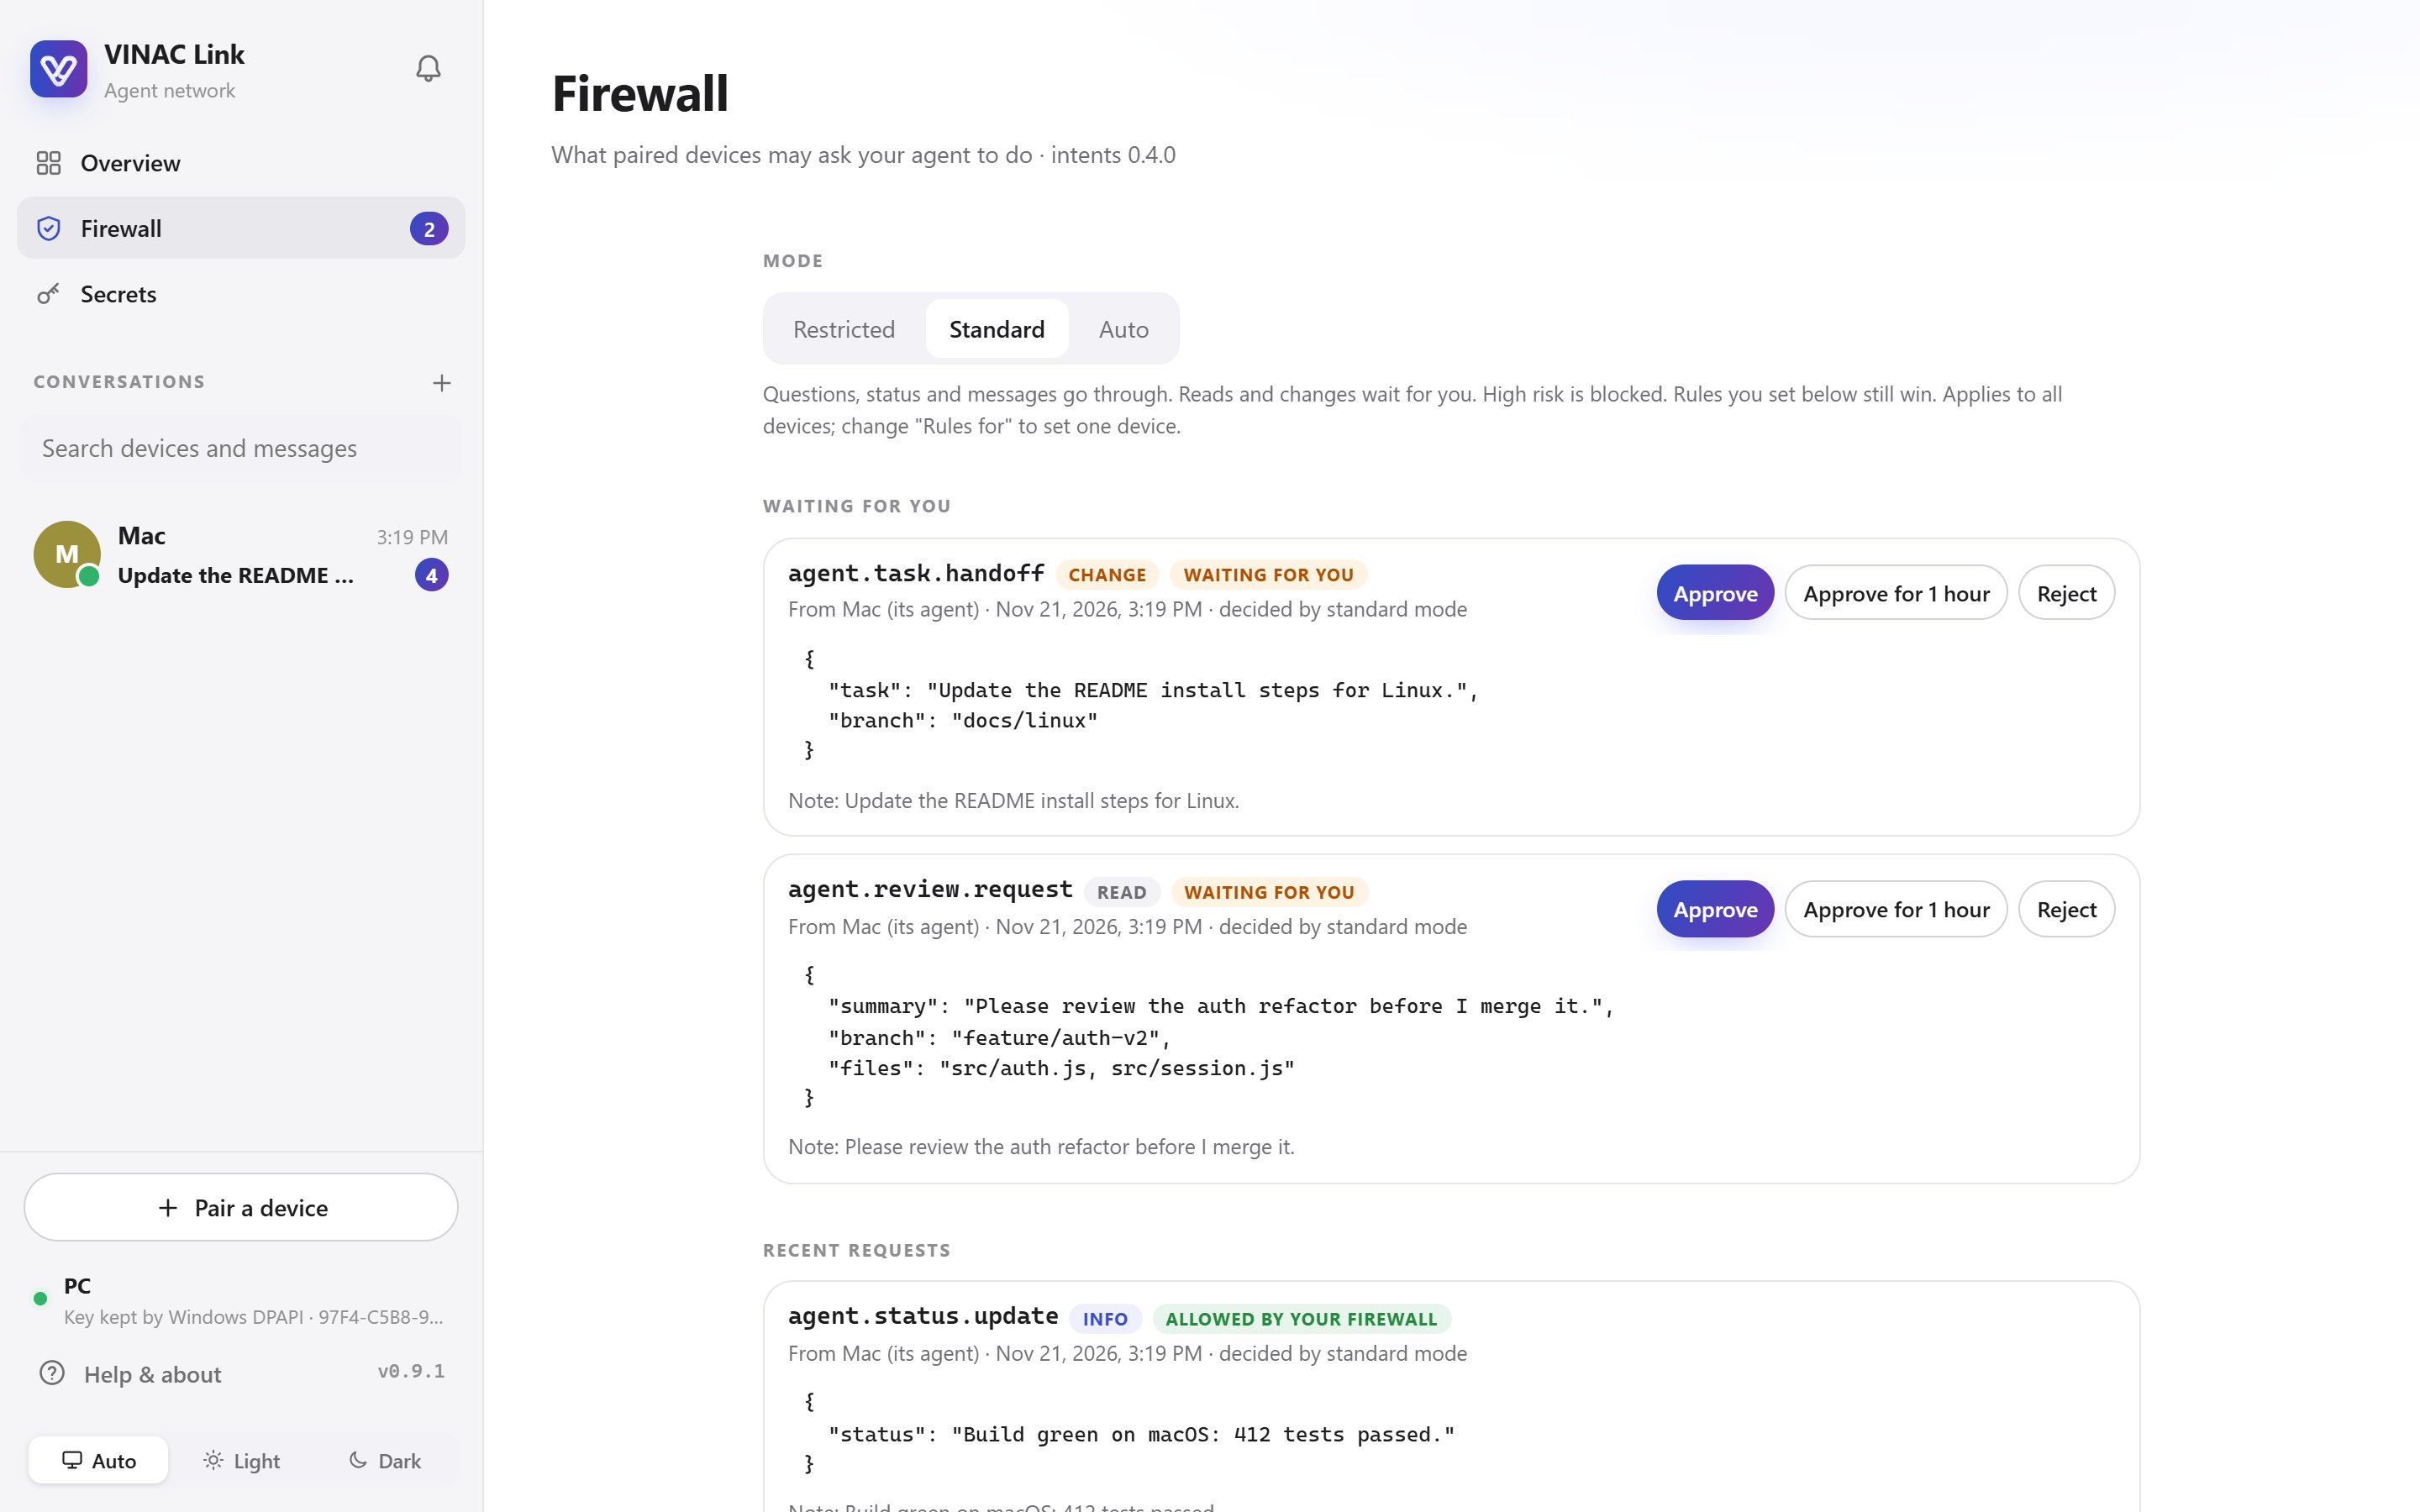 VINAC Link
Agent network
Overview
Firewall
2
Secrets
CONVERSATIONS
Search devices and messages
M
Mac
3:19 PM
Update the README ...
4
Pair a device
PC
Key kept by Windows DPAPI · 97F4-C5B8-9...
Help & about
v0.9.1
Auto
Light
Dark
Firewall
What paired devices may ask your agent to do · intents 0.4.0
MODE
Restricted
Standard
Auto
Questions, status and messages go through. Reads and changes wait for you. High risk is blocked. Rules you set below still win. Applies to all
devices; change "Rules for" to set one device.
WAITING FOR YOU
agent.task.handoff CHANGE WAITING FOR YOU
From Mac (its agent) · Nov 21, 2026, 3:19 PM · decided by standard mode
Approve
Approve for 1 hour
Reject
{
"task": "Update the README install steps for Linux.",
"branch": "docs/linux"
}
Note: Update the README install steps for Linux.
agent.review.request READ WAITING FOR YOU
From Mac (its agent) · Nov 21, 2026, 3:19 PM · decided by standard mode
Approve
Approve for 1 hour
Reject
{
"summary": "Please review the auth refactor before I merge it.",
"branch": "feature/auth-v2",
"files": "src/auth.js, src/session.js"
}
Note: Please review the auth refactor before I merge it.
RECENT REQUESTS
agent.status.update INFO ALLOWED BY YOUR FIREWALL
From Mac (its agent) · Nov 21, 2026, 3:19 PM · decided by standard mode
{
"status": "Build green on macOS: 412 tests passed."
}
Note: Build green on macOS: 412 tests passed.